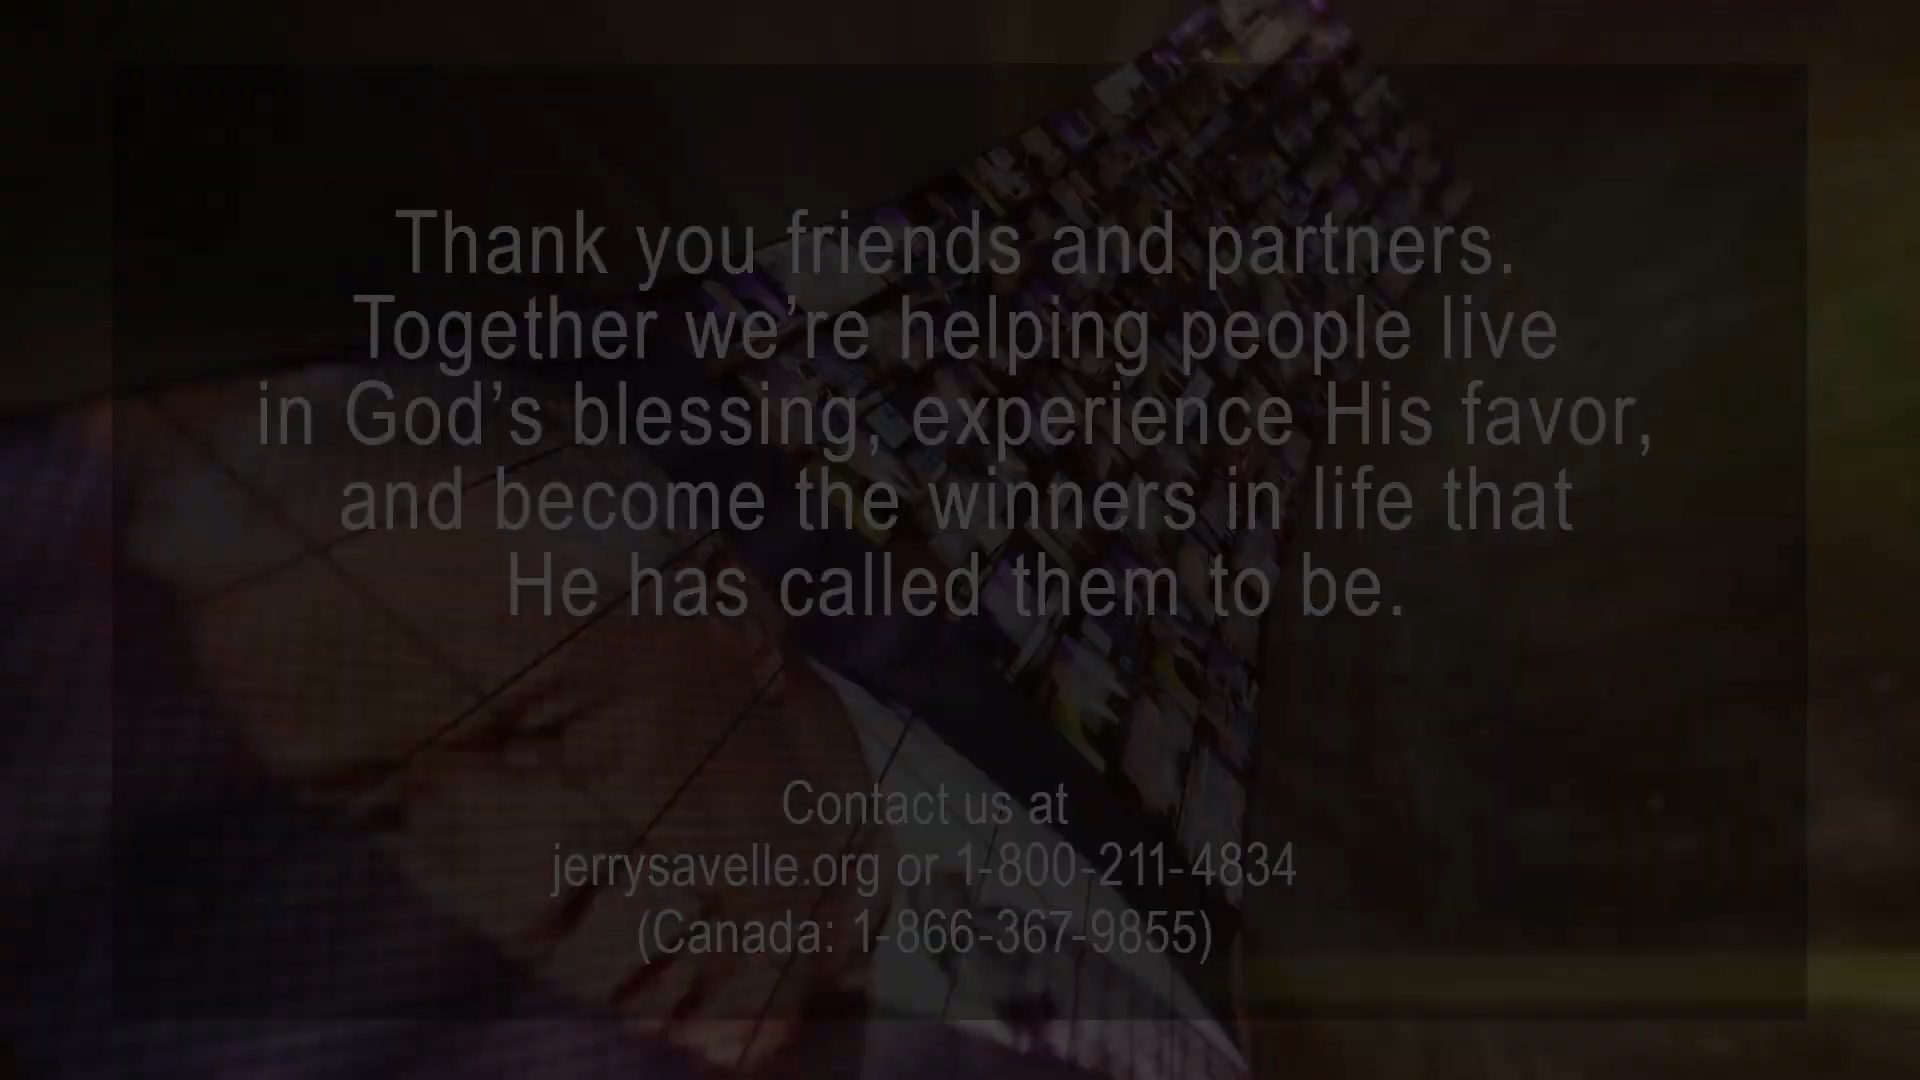 Thank you friends and partners.
Together we’re helping people live
in God’s blessing, experience His favor,
and become the winners in life that
He has called them to be.
Contact us at
jerrysavelle.org or 1-800-211-4834
(Canada: 1-866-367-9855)